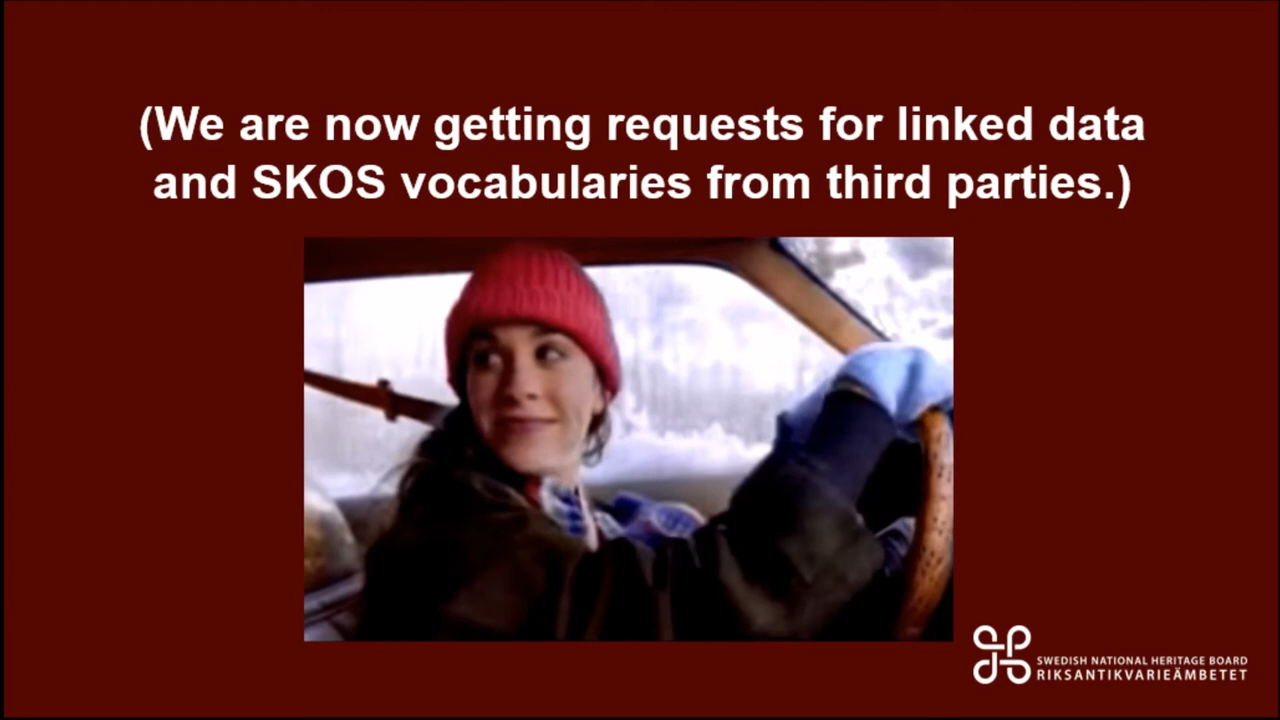 (We are now getting requests for linked data
and SKOS vocabularies from third parties.)
SWEDISH NATIONAL HERITAGE BOARD
RIKSANTIKVARIEÄMBETET